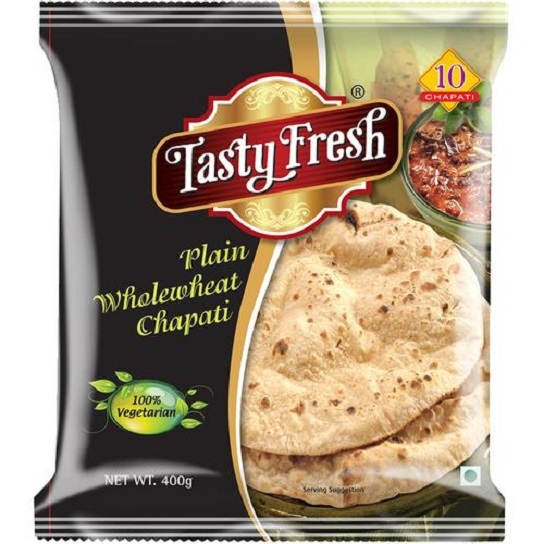 10
CHAPATI
®
Tasty Fresh
Plain
Wholewheat
Chapati
100%
Vegetarian
NET WT. 400g
Serving Suggestion